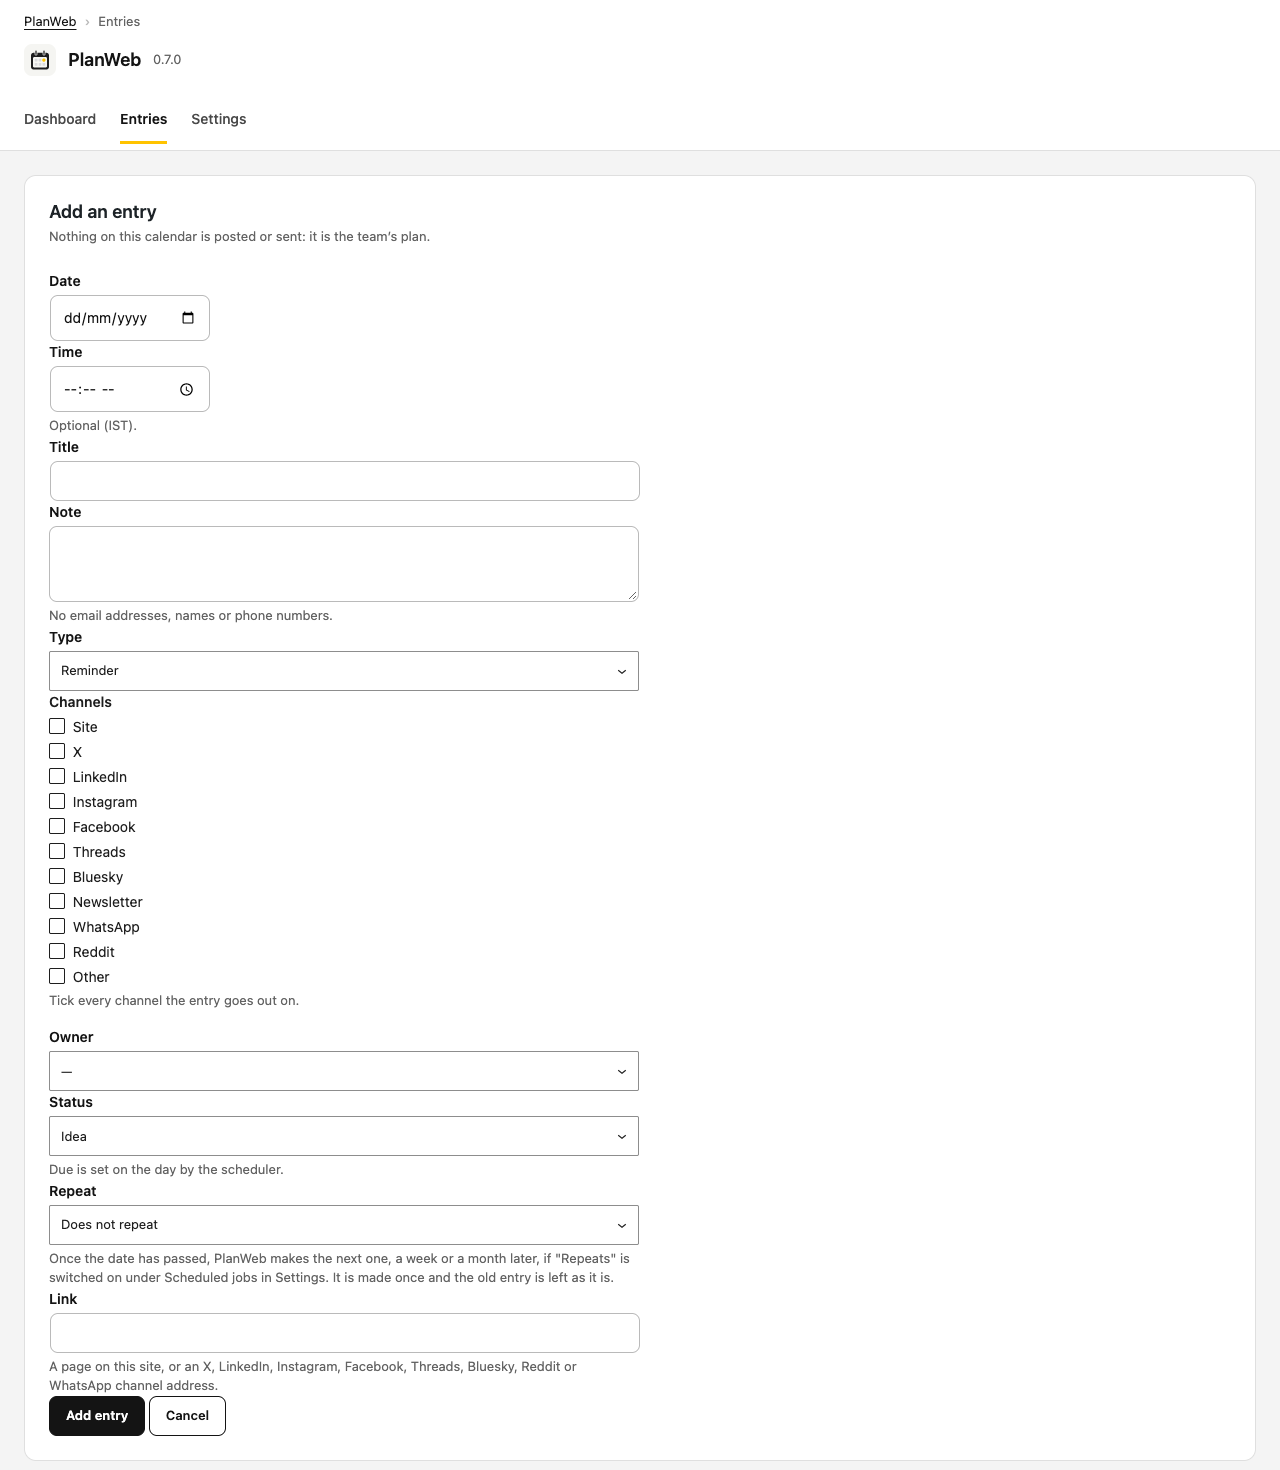 PlanWeb › Entries
PlanWeb 0.7.0
Dashboard Entries Settings
Add an entry
Nothing on this calendar is posted or sent: it is the team’s plan.
Date
dd/mm/yyyy
Time
--:-- --
Optional (IST).
Title
Note
No email addresses, names or phone numbers.
Type
Reminder
Channels
Site
X
LinkedIn
Instagram
Facebook
Threads
Bluesky
Newsletter
WhatsApp
Reddit
Other
Tick every channel the entry goes out on.
Owner
—
Status
Idea
Due is set on the day by the scheduler.
Repeat
Does not repeat
Once the date has passed, PlanWeb makes the next one, a week or a month later, if "Repeats" is
switched on under Scheduled jobs in Settings. It is made once and the old entry is left as it is.
Link
A page on this site, or an X, LinkedIn, Instagram, Facebook, Threads, Bluesky, Reddit or
WhatsApp channel address.
Add entry Cancel